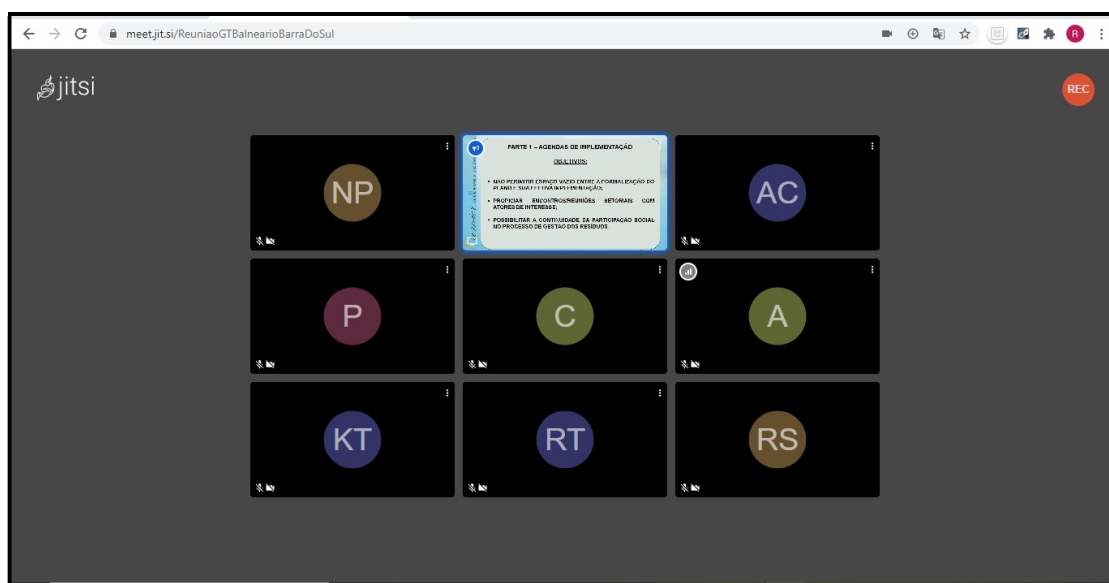 meet.jit.si/ReuniaoGTBalnearioBarraDoSul
R
jitsi
REC
NP
PARTE 1 – AGENDAS DE IMPLEMENTAÇÃO
OBJETIVOS:
• NÃO PERMITIR ESPAÇO VAZIO ENTRE A FORMALIZAÇÃO DO
PLANO E SUA EFETIVA IMPLEMENTAÇÃO;
• PROPICIAR ENCONTROS/REUNIÕES SETORIAIS COM
ATORES DE INTERESSE;
• POSSIBILITAR A CONTINUIDADE DA PARTICIPAÇÃO SOCIAL
NO PROCESSO DE GESTÃO DOS RESÍDUOS
AC
P
C
A
KT
RT
RS